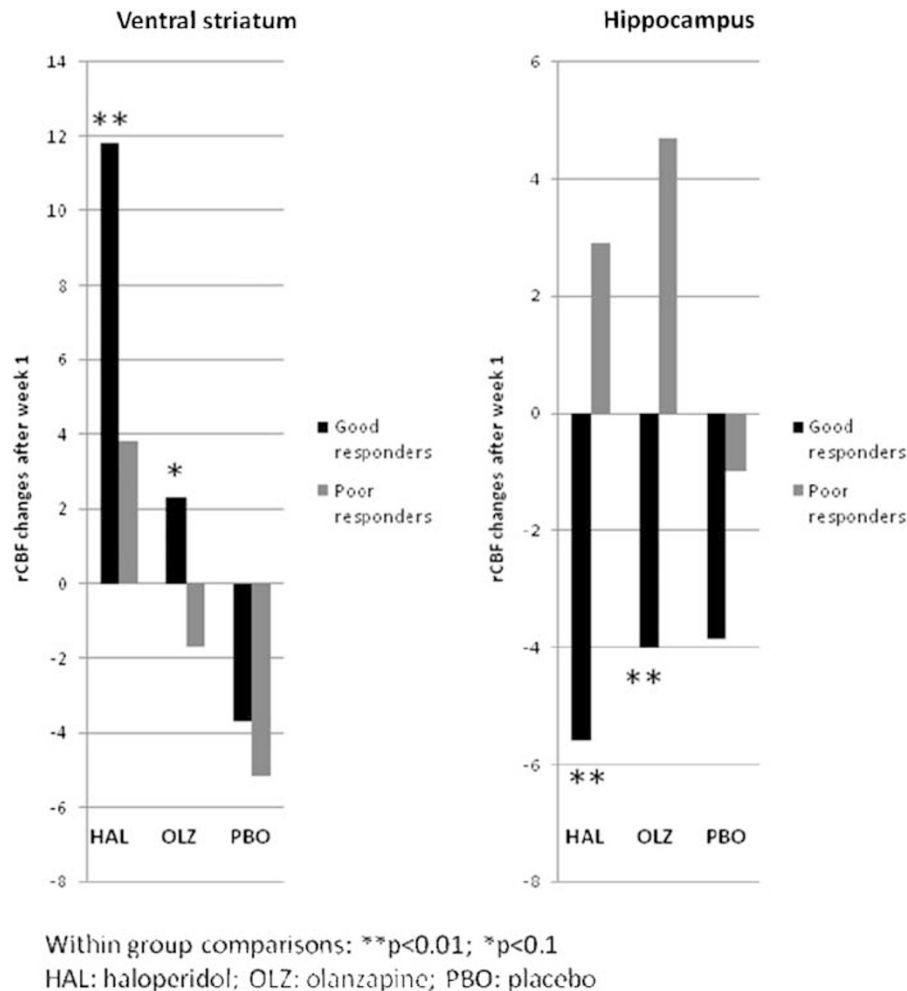 Ventral striatum
14
12
10
8
6
4
2
0
-2
-4
-6
-8
rCBF changes after week 1
**
*
HAL OLZ PBO
Good
responders
Poor
responders
Hippocampus
6
4
2
0
-2
-4
-6
-8
rCBF changes after week 1
**
**
HAL OLZ PBO
Good
responders
Poor
responders
Within group comparisons: **p<0.01; *p<0.1
HAL: haloperidol; OLZ: olanzapine; PBO: placebo